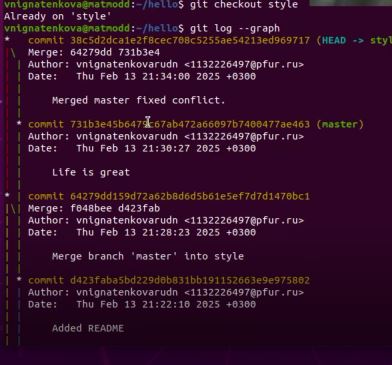 vnignatenkova@matmodd:~/hello$ git checkout style
Already on 'style'
vnignatenkova@matmodd:~/hello$ git log --graph
*   commit 38c5d2dca1e2f8cec708c5255ae54213ed969717 (HEAD -> styl
|\  Merge: 64279dd 731b3e4
| | Author: vnignatenkovarudn <1132226497@pfur.ru>
| | Date:   Thu Feb 13 21:34:00 2025 +0300
| |
| |     Merged master fixed conflict.
| |
| * commit 731b3e45b6479c67ab472a66097b7400477ae463 (master)
| | Author: vnignatenkovarudn <1132226497@pfur.ru>
| | Date:   Thu Feb 13 21:30:27 2025 +0300
| |
| |     Life is great
| |
* | commit 64279dd159d72a62b8d6d5b61e5ef7d7d1470bc1
|\| Merge: f048bee d423fab
| | Author: vnignatenkovarudn <1132226497@pfur.ru>
| | Date:   Thu Feb 13 21:28:23 2025 +0300
| |
| |     Merge branch 'master' into style
| |
| * commit d423faba5bd229d0b831bb191152663e9e975802
| | Author: vnignatenkovarudn <1132226497@pfur.ru>
| | Date:   Thu Feb 13 21:22:10 2025 +0300
| |
| |     Added README